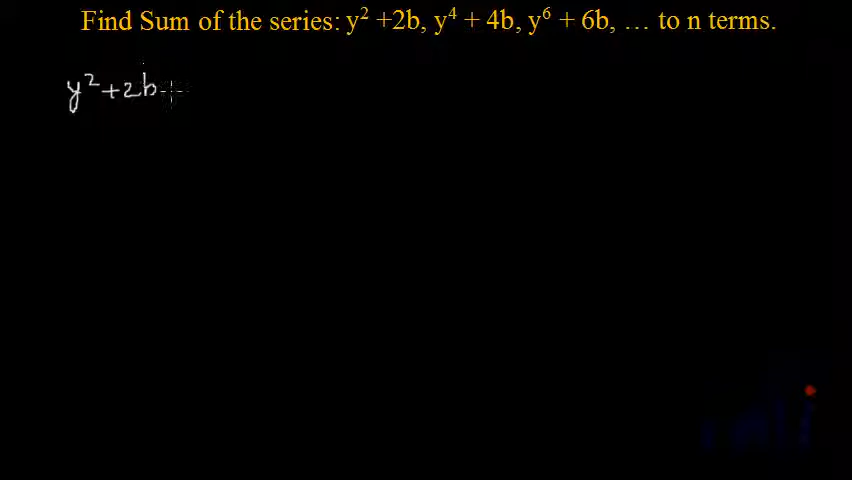 Find Sum of the series: y² +2b, y⁴ + 4b, y⁶ + 6b, … to n terms.
y²+2b+